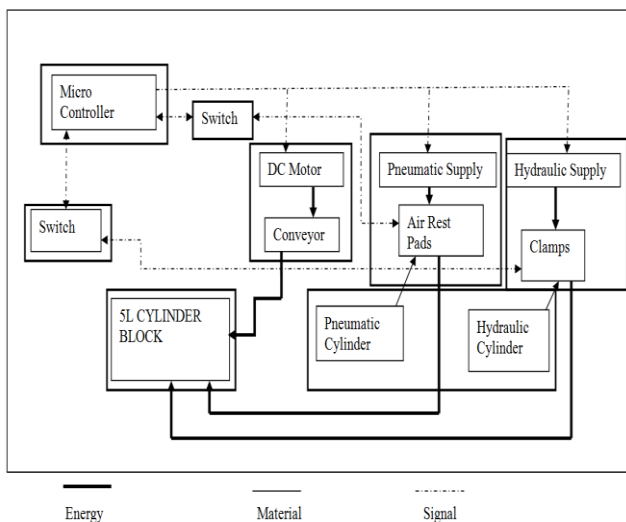 Micro
Controller
Switch
DC Motor
Pneumatic Supply
Hydraulic Supply
Switch
Conveyor
Air Rest
Pads
Clamps
5L CYLINDER
BLOCK
Pneumatic
Cylinder
Hydraulic
Cylinder
Energy
Material
Signal